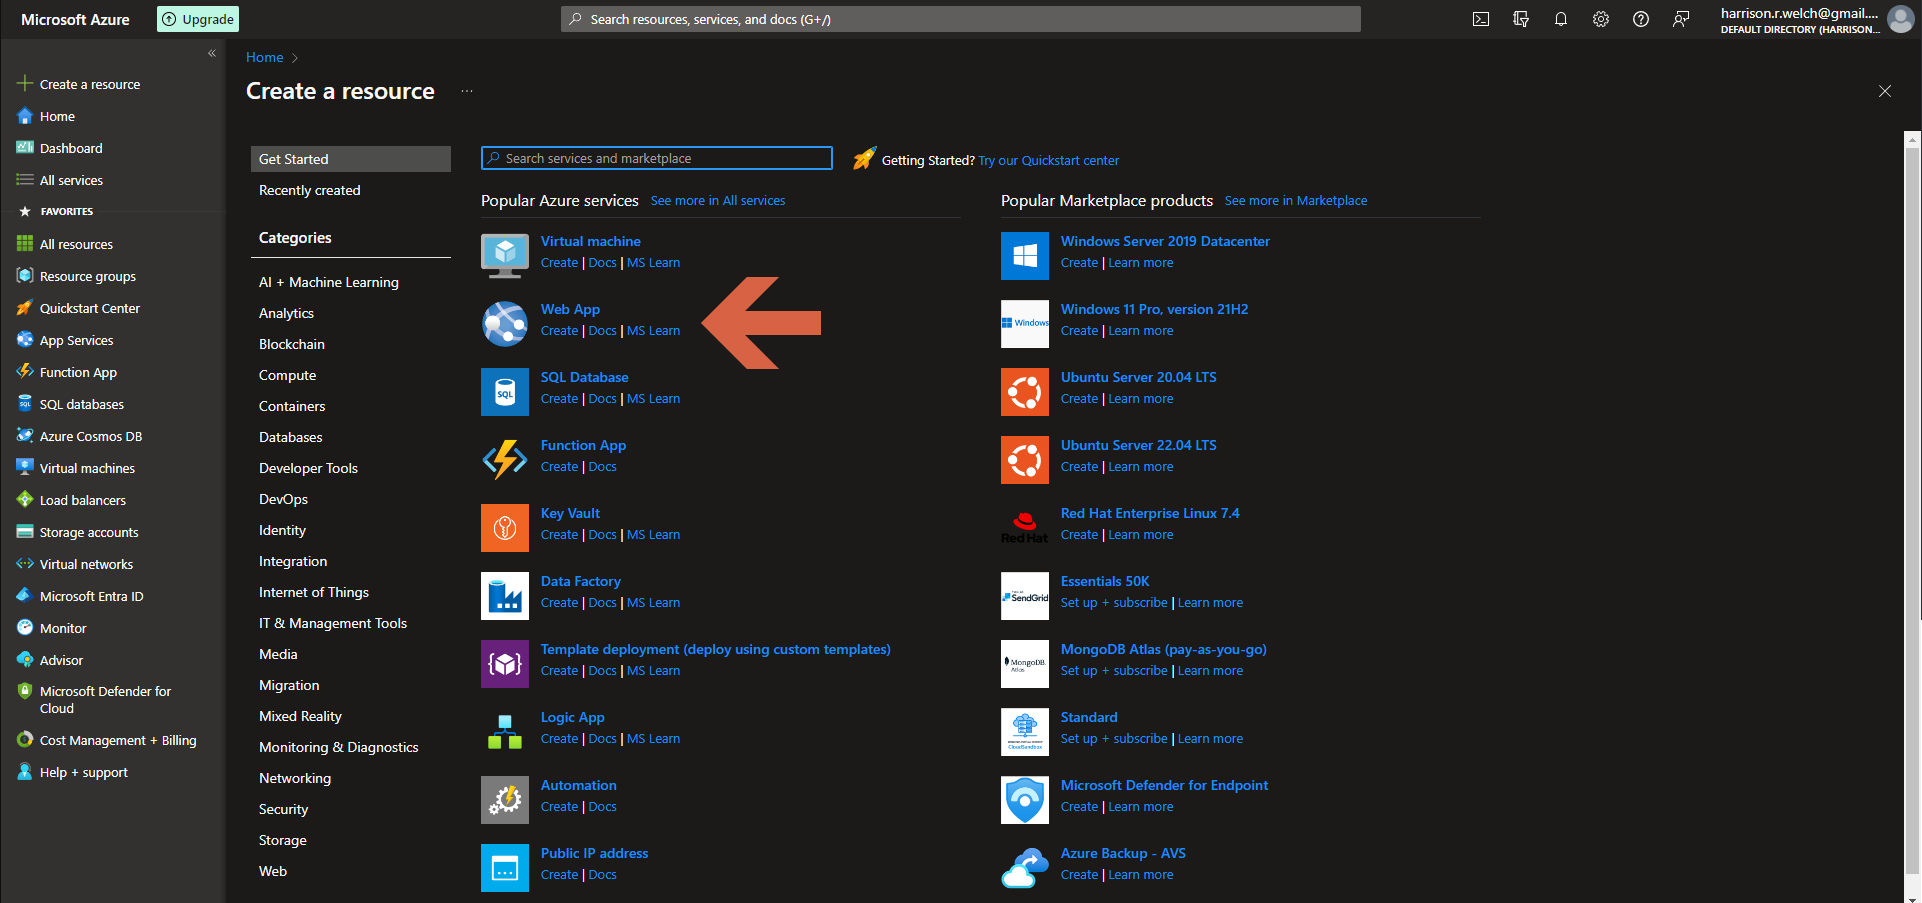 Microsoft Azure
Upgrade
Search resources, services, and docs (G+/)
harrison.r.welch@gmail....
DEFAULT DIRECTORY (HARRISON...
«
Create a resource
Home
Dashboard
All services
FAVORITES
All resources
Resource groups
Quickstart Center
App Services
Function App
SQL databases
Azure Cosmos DB
Virtual machines
Load balancers
Storage accounts
Virtual networks
Microsoft Entra ID
Monitor
Advisor
Microsoft Defender for
Cloud
Cost Management + Billing
Help + support
Home >
Create a resource ...
Get Started
Recently created
Categories
AI + Machine Learning
Analytics
Blockchain
Compute
Containers
Databases
Developer Tools
DevOps
Identity
Integration
Internet of Things
IT & Management Tools
Media
Migration
Mixed Reality
Monitoring & Diagnostics
Networking
Security
Storage
Web
Search services and marketplace
Getting Started? Try our Quickstart center
Popular Azure services See more in All services
Virtual machine
Create | Docs | MS Learn
Web App
Create | Docs | MS Learn
SQL
SQL Database
Create | Docs | MS Learn
Function App
Create | Docs
Key Vault
Create | Docs | MS Learn
Data Factory
Create | Docs | MS Learn
Template deployment (deploy using custom templates)
Create | Docs | MS Learn
Logic App
Create | Docs | MS Learn
Automation
Create | Docs
Public IP address
Create | Docs
Popular Marketplace products See more in Marketplace
Windows Server 2019 Datacenter
Create | Learn more
Windows
Windows 11 Pro, version 21H2
Create | Learn more
Ubuntu Server 20.04 LTS
Create | Learn more
Ubuntu Server 22.04 LTS
Create | Learn more
Red Hat
Red Hat Enterprise Linux 7.4
Create | Learn more
SendGrid
Essentials 50K
Set up + subscribe | Learn more
MongoDB.
Atlas
MongoDB Atlas (pay-as-you-go)
Set up + subscribe | Learn more
CloudSandbox
Standard
Set up + subscribe | Learn more
Microsoft Defender for Endpoint
Create | Learn more
Azure Backup - AVS
Create | Learn more